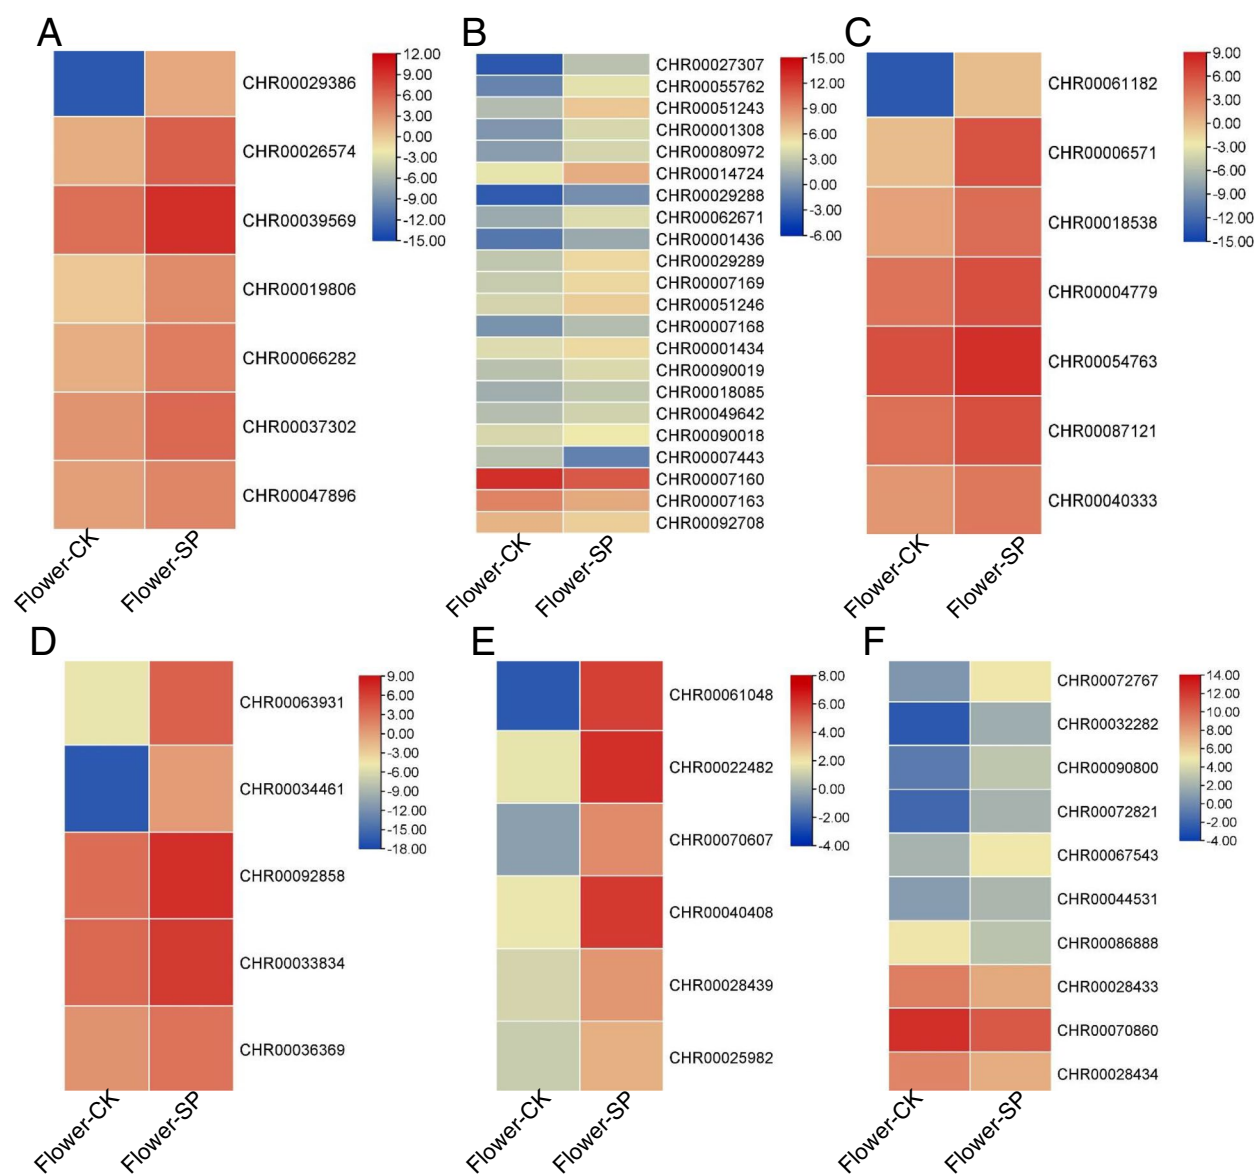 A
CHR00029386
CHR00026574
CHR00039569
CHR00019806
CHR00066282
CHR00037302
CHR00047896
12.00
9.00
6.00
3.00
0.00
-3.00
-6.00
-9.00
-12.00
-15.00
Flower-CK
Flower-SP
B
CHR00027307
CHR00055762
CHR00051243
CHR00001308
CHR00080972
CHR00014724
CHR00029288
CHR00062671
CHR00001436
CHR00029289
CHR00007169
CHR00051246
CHR00007168
CHR00001434
CHR00090019
CHR00018085
CHR00049642
CHR00090018
CHR00007443
CHR00007160
CHR00007163
CHR00092708
15.00
12.00
9.00
6.00
3.00
0.00
-3.00
-6.00
Flower-CK
Flower-SP
C
CHR00061182
CHR00006571
CHR00018538
CHR00004779
CHR00054763
CHR00087121
CHR00040333
9.00
6.00
3.00
0.00
-3.00
-6.00
-9.00
-12.00
-15.00
Flower-CK
Flower-SP
D
CHR00063931
CHR00034461
CHR00092858
CHR00033834
CHR00036369
9.00
6.00
3.00
0.00
-3.00
-6.00
-9.00
-12.00
-15.00
-18.00
Flower-CK
Flower-SP
E
CHR00061048
CHR00022482
CHR00070607
CHR00040408
CHR00028439
CHR00025982
8.00
6.00
4.00
2.00
0.00
-2.00
-4.00
Flower-CK
Flower-SP
F
CHR00072767
CHR00032282
CHR00090800
CHR00072821
CHR00067543
CHR00044531
CHR00086888
CHR00028433
CHR00070860
CHR00028434
14.00
12.00
10.00
8.00
6.00
4.00
2.00
0.00
-2.00
-4.00
Flower-CK
Flower-SP